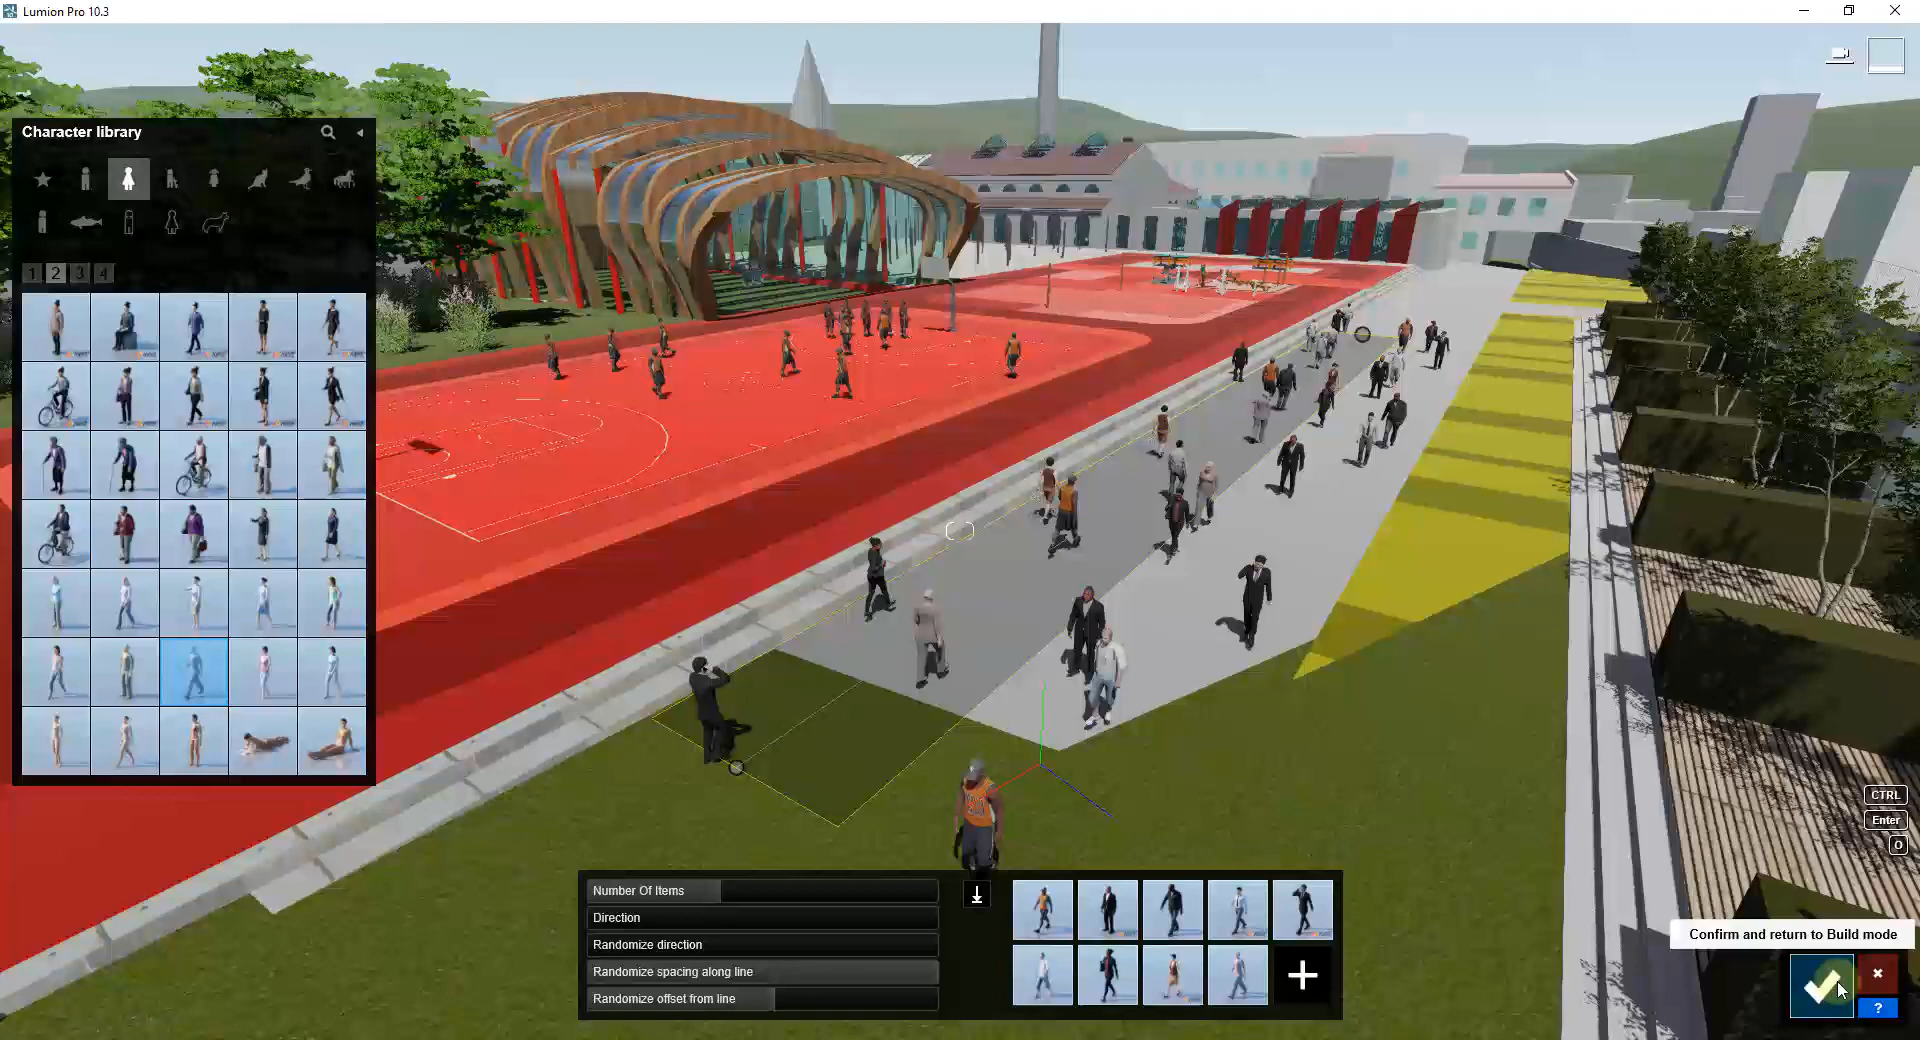 Lumion Pro 10.3
Character library
1 2 3 4
CTRL
Enter
O
Number Of Items
Direction
Randomize direction
Randomize spacing along line
Randomize offset from line
Confirm and return to Build mode
?